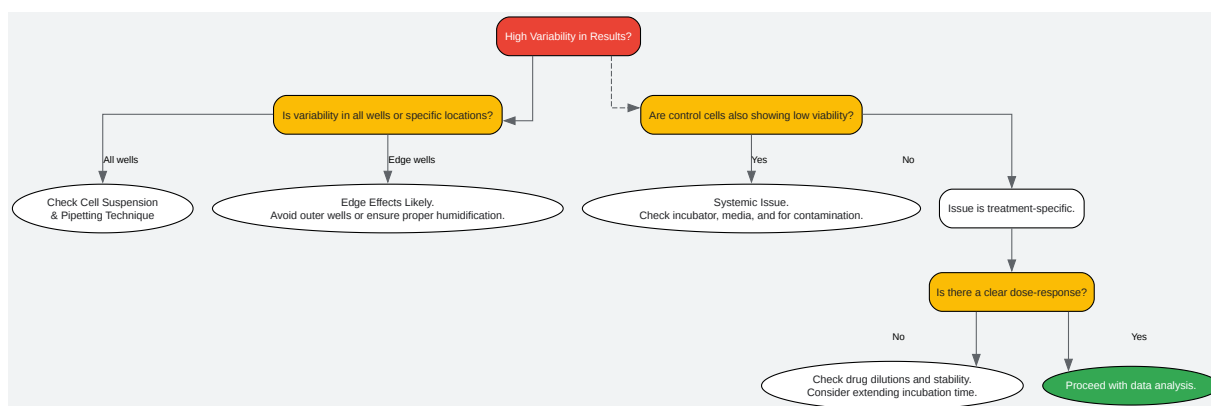 High Variability in Results?
Is variability in all wells or specific locations?
Are control cells also showing low viability?
All wells
Edge wells
Yes
No
Check Cell Suspension
& Pipetting Technique
Edge Effects Likely.
Avoid outer wells or ensure proper humidification.
Systemic Issue.
Check incubator, media, and for contamination.
Issue is treatment-specific.
Is there a clear dose-response?
No
Yes
Check drug dilutions and stability.
Consider extending incubation time.
Proceed with data analysis.